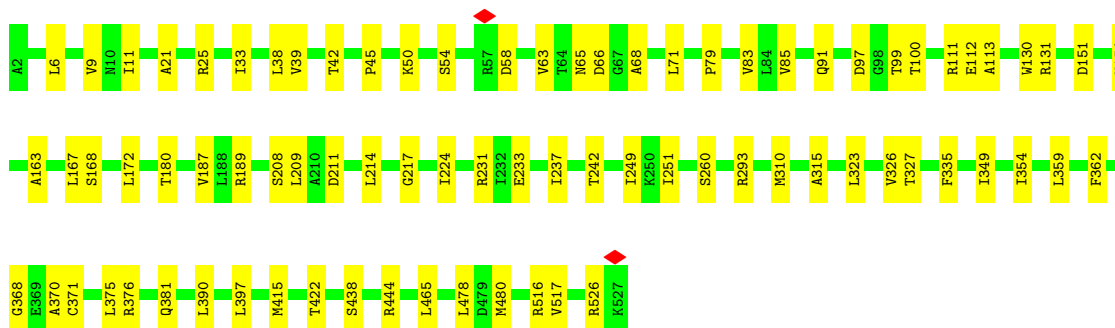 A2 L6 V9 N10 I11 A21 R25 I33 L38 V39 T42 P45 K50 S54 R57 D58 V63 T64 N65 D66 G67 A68 L71 P79 V83 L84 V85 Q91 D97 G98 T99 T100 R111 E112 A113 W130 R131 D151
A163 L167 S168 L172 T180 V187 L188 R189 S208 L209 A210 D211 L214 G217 I224 R231 I232 E233 I237 T242 I249 K250 I251 S260 R293 M310 A315 L323 V326 T327 F335 I349 I354 L359 F362
G368 E369 A370 C371 L375 R376 Q381 L390 L397 M415 T422 S438 R444 L465 L478 D479 M480 R516 V517 R526 K527